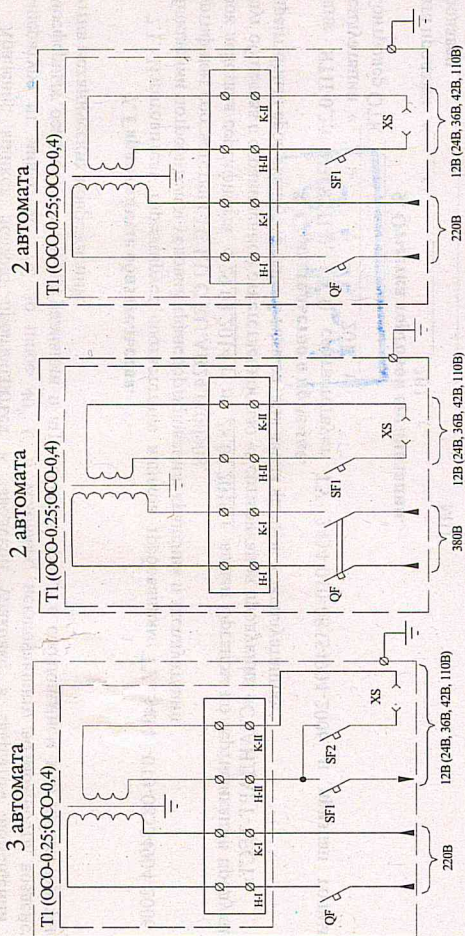 3 автомата
T1 (ОСО-0.25;ОСО-0,4)
Н-I
К-I
Н-II
К-II
QF
SF1
SF2
XS
220В
12В (24В, 36В, 42В, 110В)
2 автомата
T1 (ОСО-0.25;ОСО-0,4)
Н-I
К-I
Н-II
К-II
QF
SF1
XS
380В
12В (24В, 36В, 42В, 110В)
2 автомата
T1 (ОСО-0.25;ОСО-0,4)
Н-I
К-I
Н-II
К-II
QF
SF1
XS
220В
12В (24В, 36В, 42В, 110В)